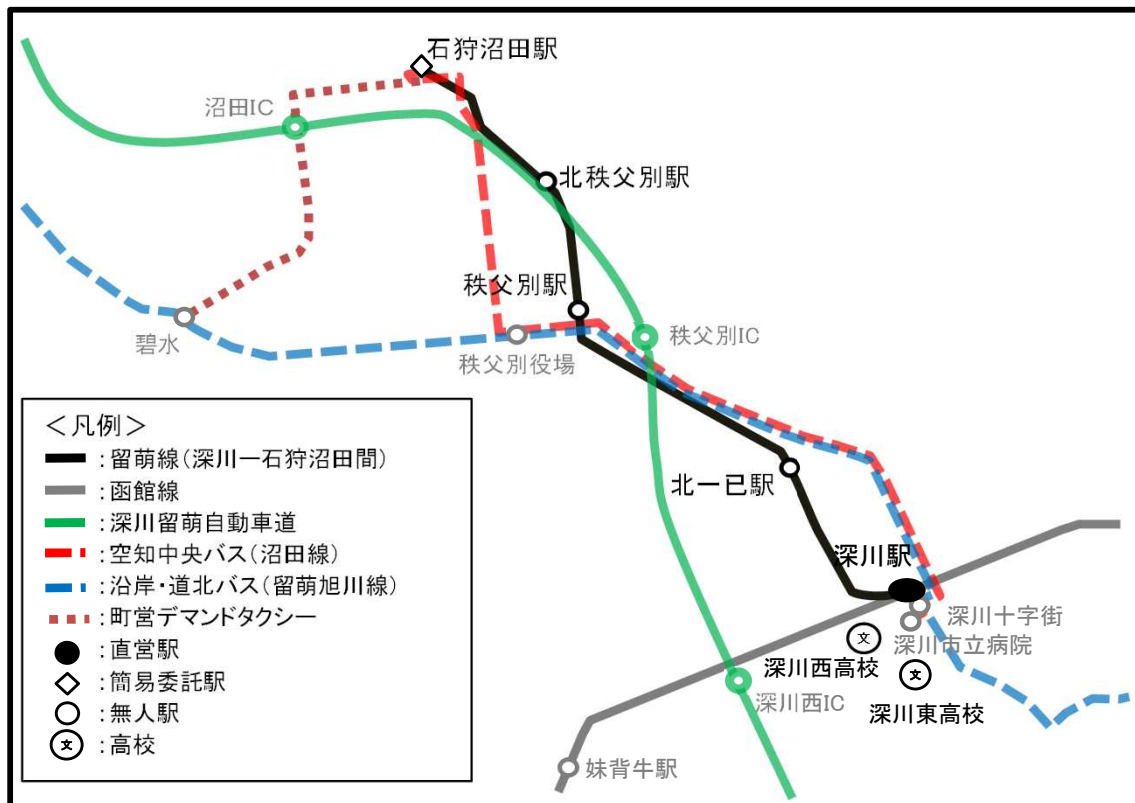 石狩沼田駅
沼田IC
北秩父別駅
秩父別駅
秩父別IC
碧水
秩父別役場
北一已駅
深川駅
深川十字街
深川市立病院
文
深川西高校
文
深川東高校
深川西IC
妹背牛駅
＜凡例＞
：留萌線（深川ー石狩沼田間）
：函館線
：深川留萌自動車道
：空知中央バス（沼田線）
：沿岸・道北バス（留萌旭川線）
：町営デマンドタクシー
：直営駅
：簡易委託駅
：無人駅
文：高校